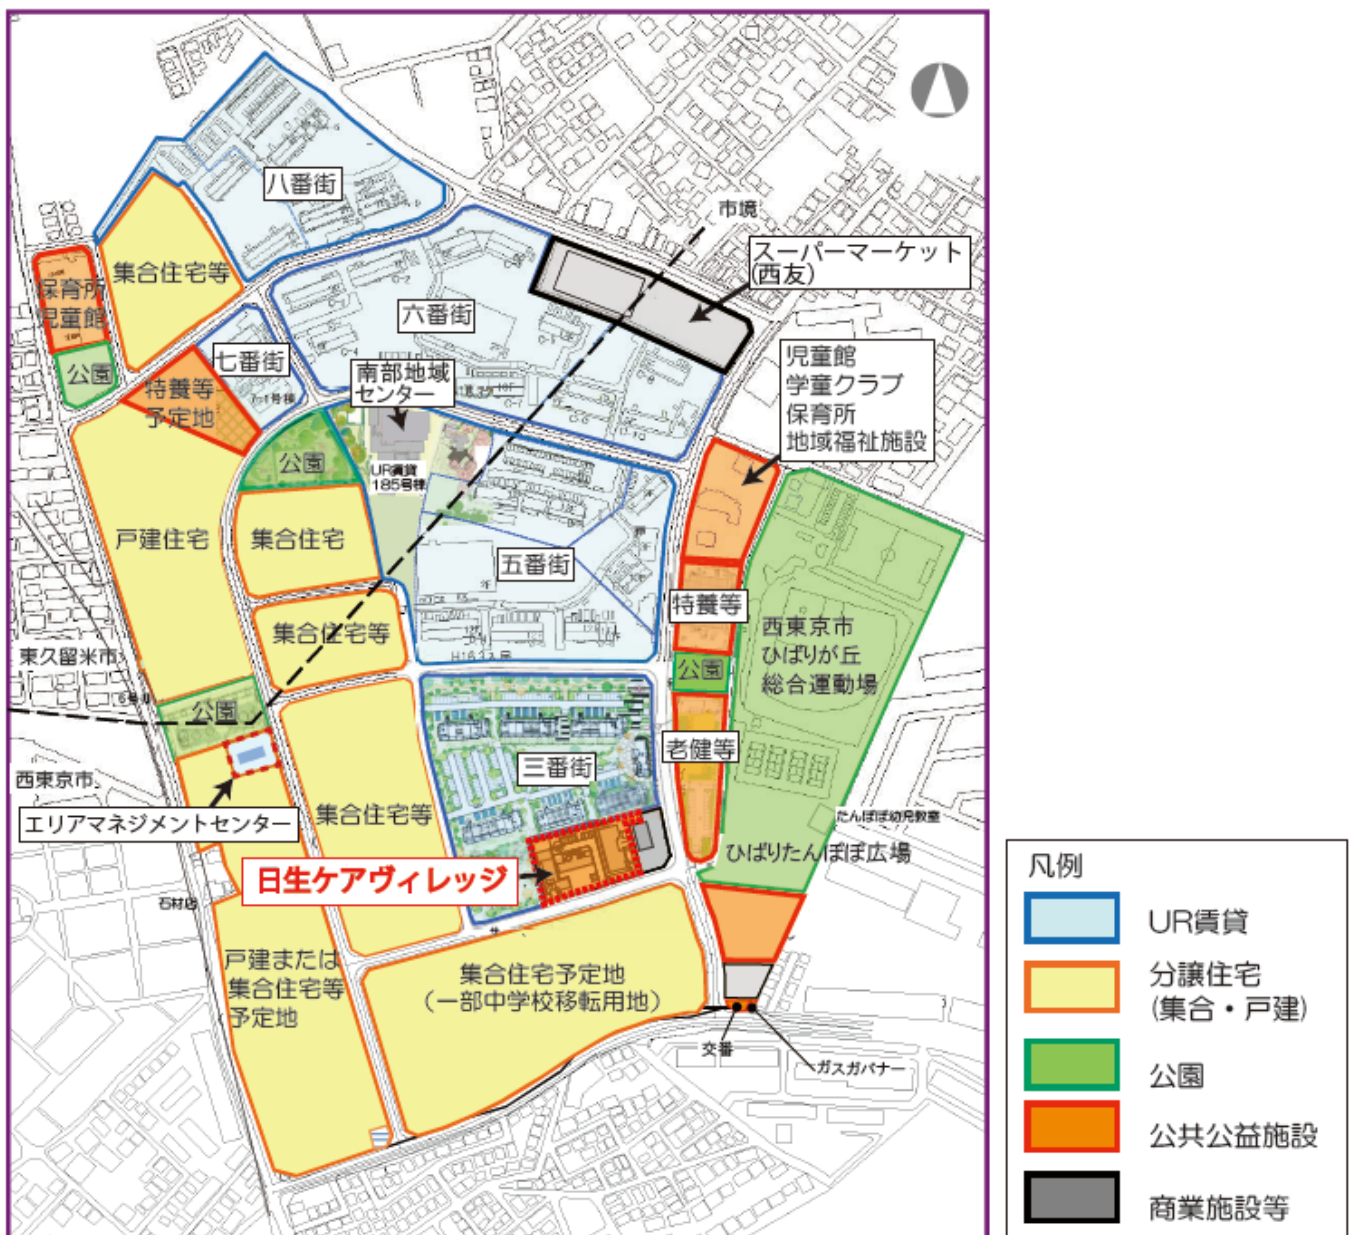 八番街
市境
スーパーマーケット
(西友)
集合住宅等
保育所
児童館
六番街
七番街
児童館
学童クラブ
保育所
地域福祉施設
公園
南部地域
センター
特養等
予定地
7-1号棟
公園
UR賃貸
185号棟
戸建住宅
集合住宅
五番街
特養等
西東京市
ひばりが丘
総合運動場
集合住宅等
東久留米市
公園
公園
老健等
三番街
西東京市
エリアマネジメントセンター
集合住宅等
たんぽぽ幼児教室
ひばりたんぽぽ広場
日生ケアヴィレッジ
石材店
戸建または
集合住宅等
予定地
集合住宅予定地
(一部中学校移転用地)
交番
ガスガバナー
凡例
UR賃貸
分譲住宅
(集合・戸建)
公園
公共公益施設
商業施設等